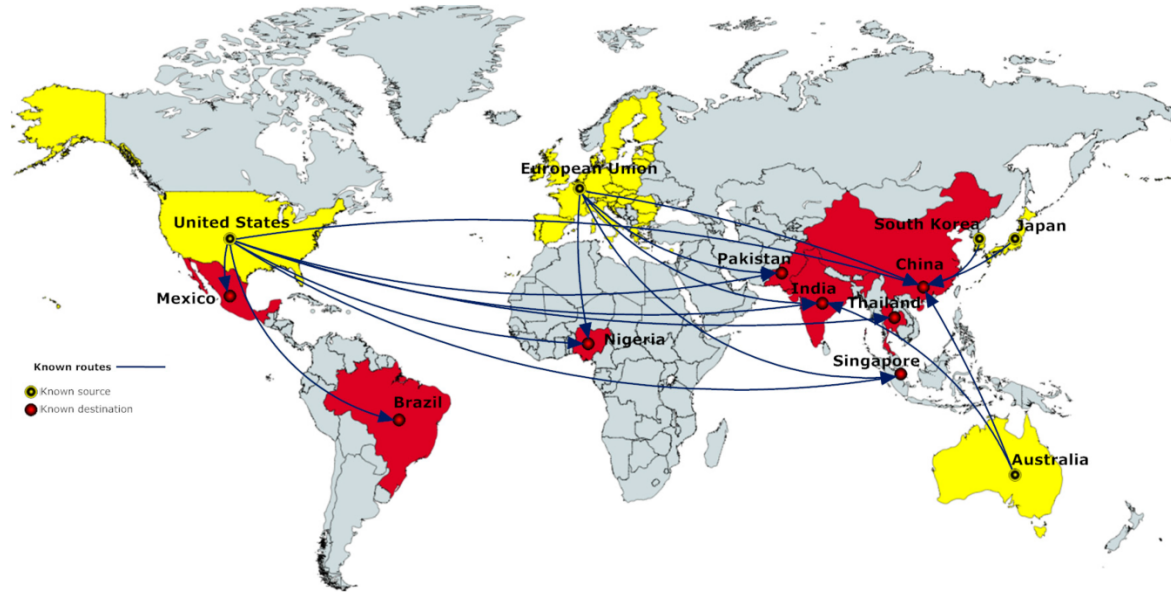 European Union
United States
South Korea
Japan
Pakistan
China
India
Mexico
Thailand
Nigeria
Singapore
Known routes
Known source
Brazil
Known destination
Australia